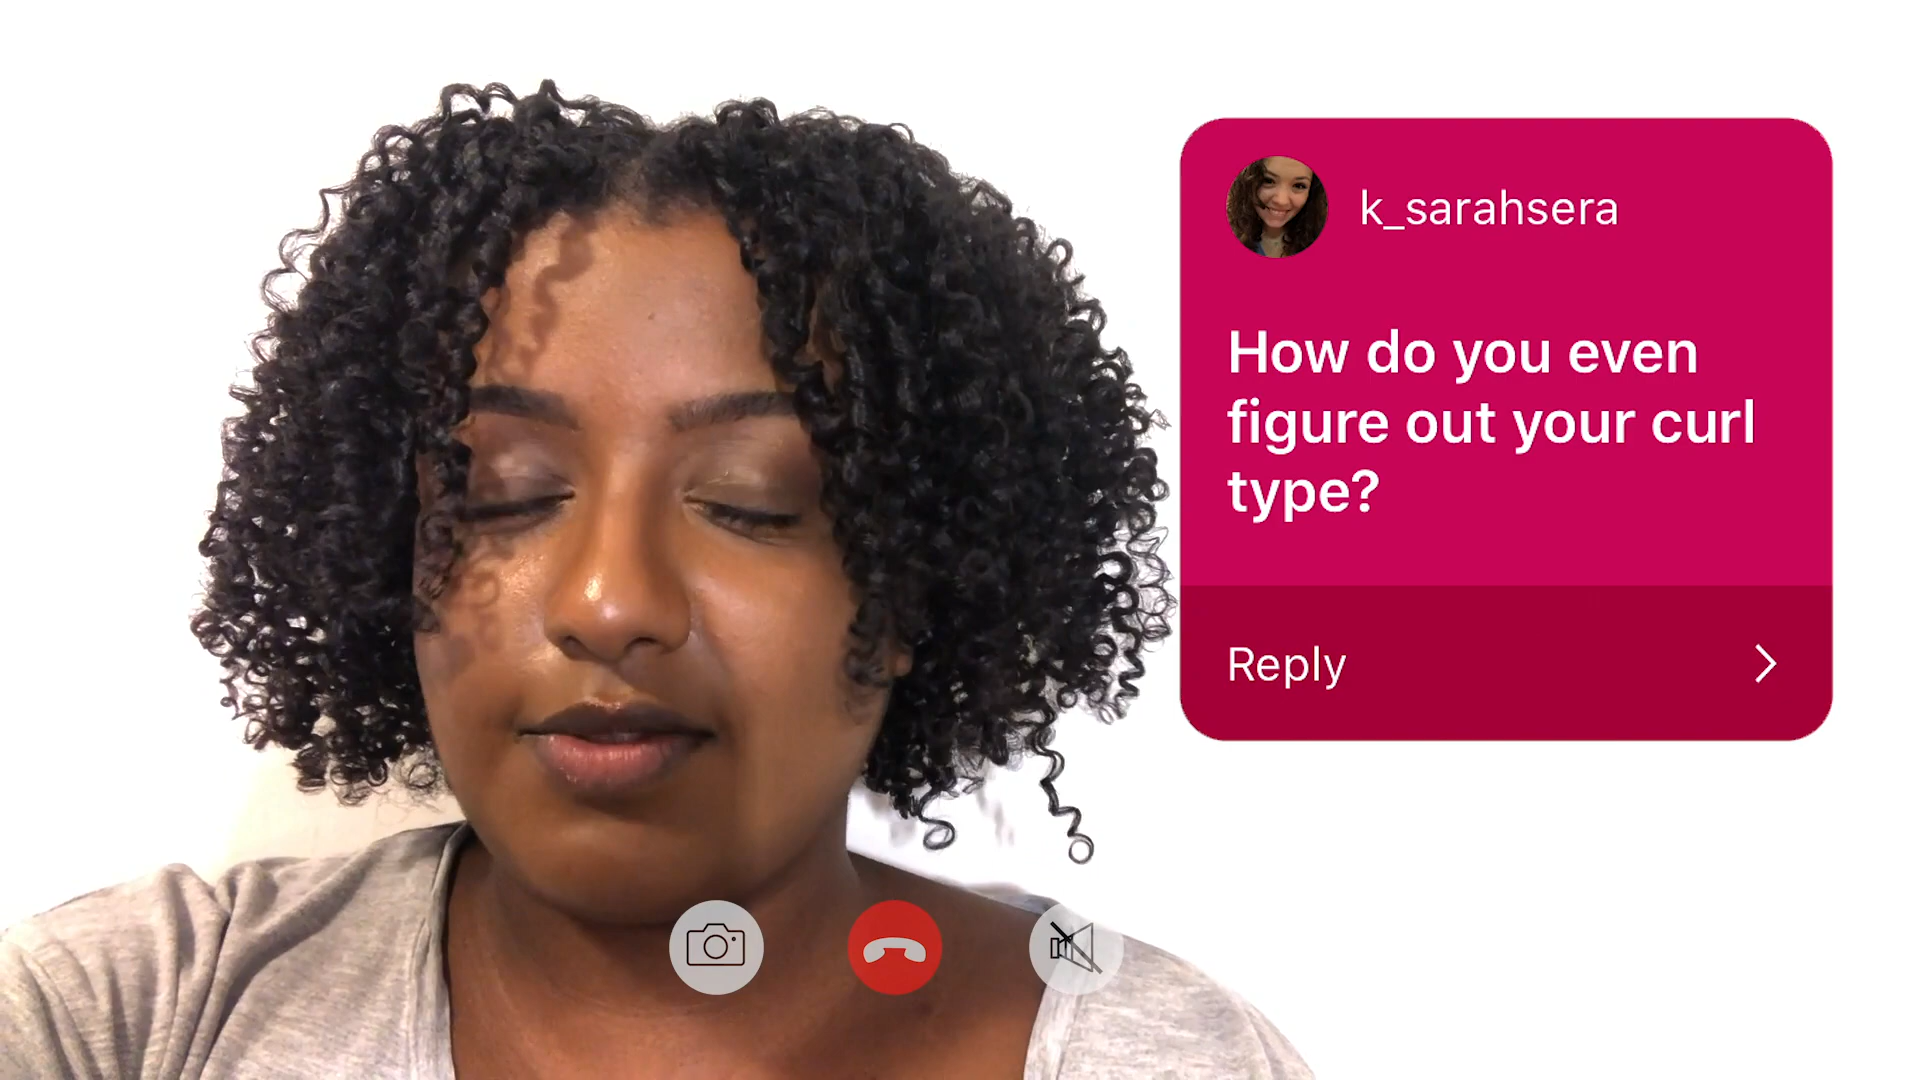 k_sarahsera
How do you even
figure out your curl
type?
Reply